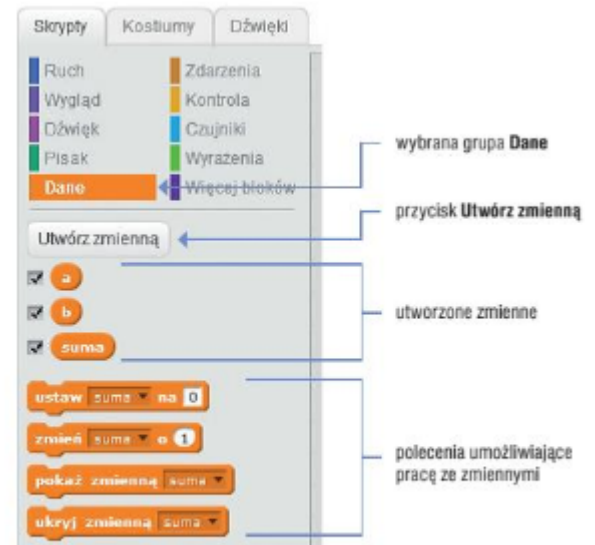 Skrypty Kostiumy Dźwięki
Ruch Zdarzenia
Wygląd Kontrola
Dźwięk Czujniki
Pisak Wyrażenia
Dane Więcej bloków
wybrana grupa Dane
Utwórz zmienną
przycisk Utwórz zmienną
a
b
suma
utworzone zmienne
ustaw suma na 0
zmień suma o 1
pokaż zmienną suma
ukryj zmienną suma
polecenia umożliwiające
pracę ze zmiennymi